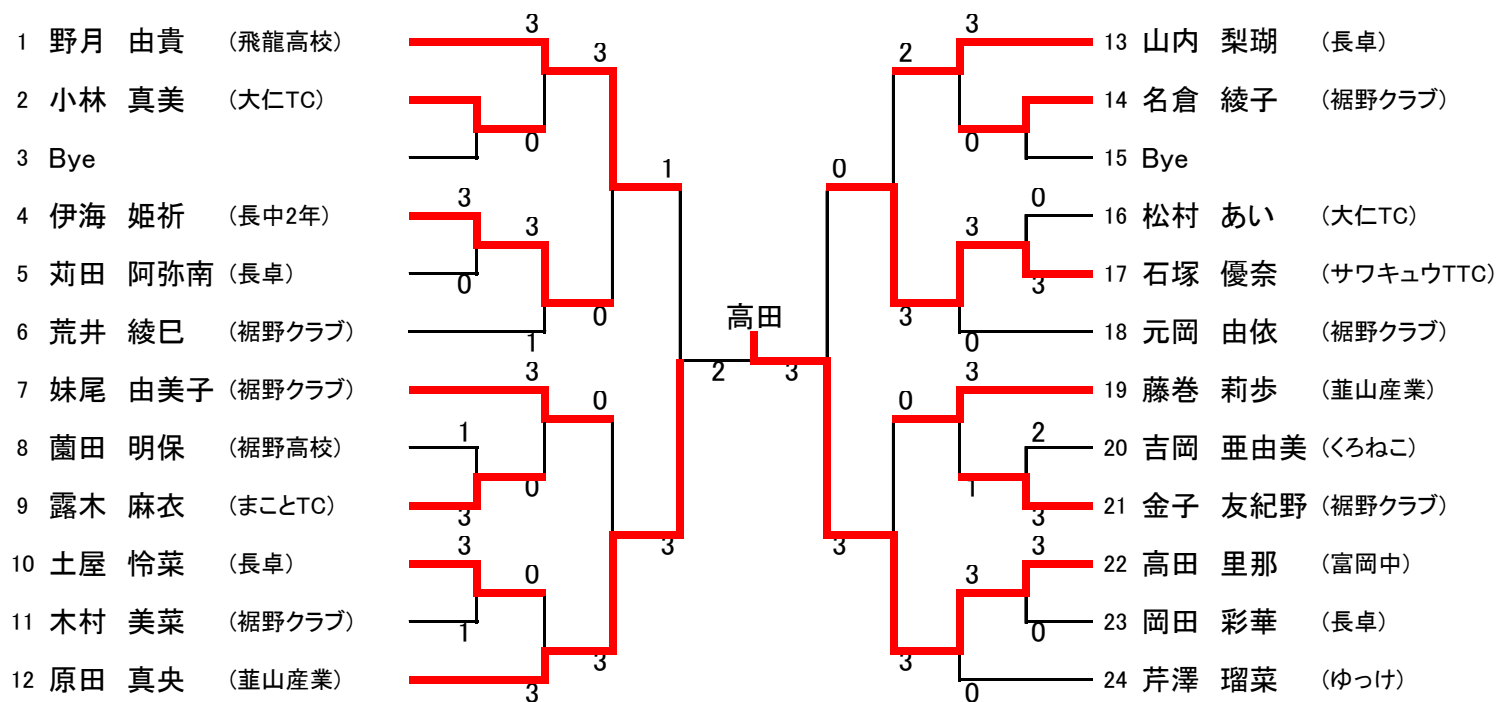 1 野月 由貴 (飛龍高校)
2 小林 真美 (大仁TC)
3 Bye
4 伊海 姫祈 (長中2年)
5 苅田 阿弥南 (長卓)
6 荒井 綾巳 (裾野クラブ)
7 妹尾 由美子 (裾野クラブ)
8 薗田 明保 (裾野高校)
9 露木 麻衣 (まことTC)
10 土屋 怜菜 (長卓)
11 木村 美菜 (裾野クラブ)
12 原田 真央 (韮山産業)
3
0
3
0
1
3
1
3
0
3
1
0
3
3
3
0
0
3
1
3
2
高田
3
0
3
2
3
0
3
3
0
3
0
3
0
3
1
2
3
3
0
3
0
13 山内 梨瑚 (長卓)
14 名倉 綾子 (裾野クラブ)
15 Bye
16 松村 あい (大仁TC)
17 石塚 優奈 (サワキュウTTC)
18 元岡 由依 (裾野クラブ)
19 藤巻 莉歩 (韮山産業)
20 吉岡 亜由美 (くろねこ)
21 金子 友紀野 (裾野クラブ)
22 高田 里那 (富岡中)
23 岡田 彩華 (長卓)
24 芹澤 瑠菜 (ゆっけ)